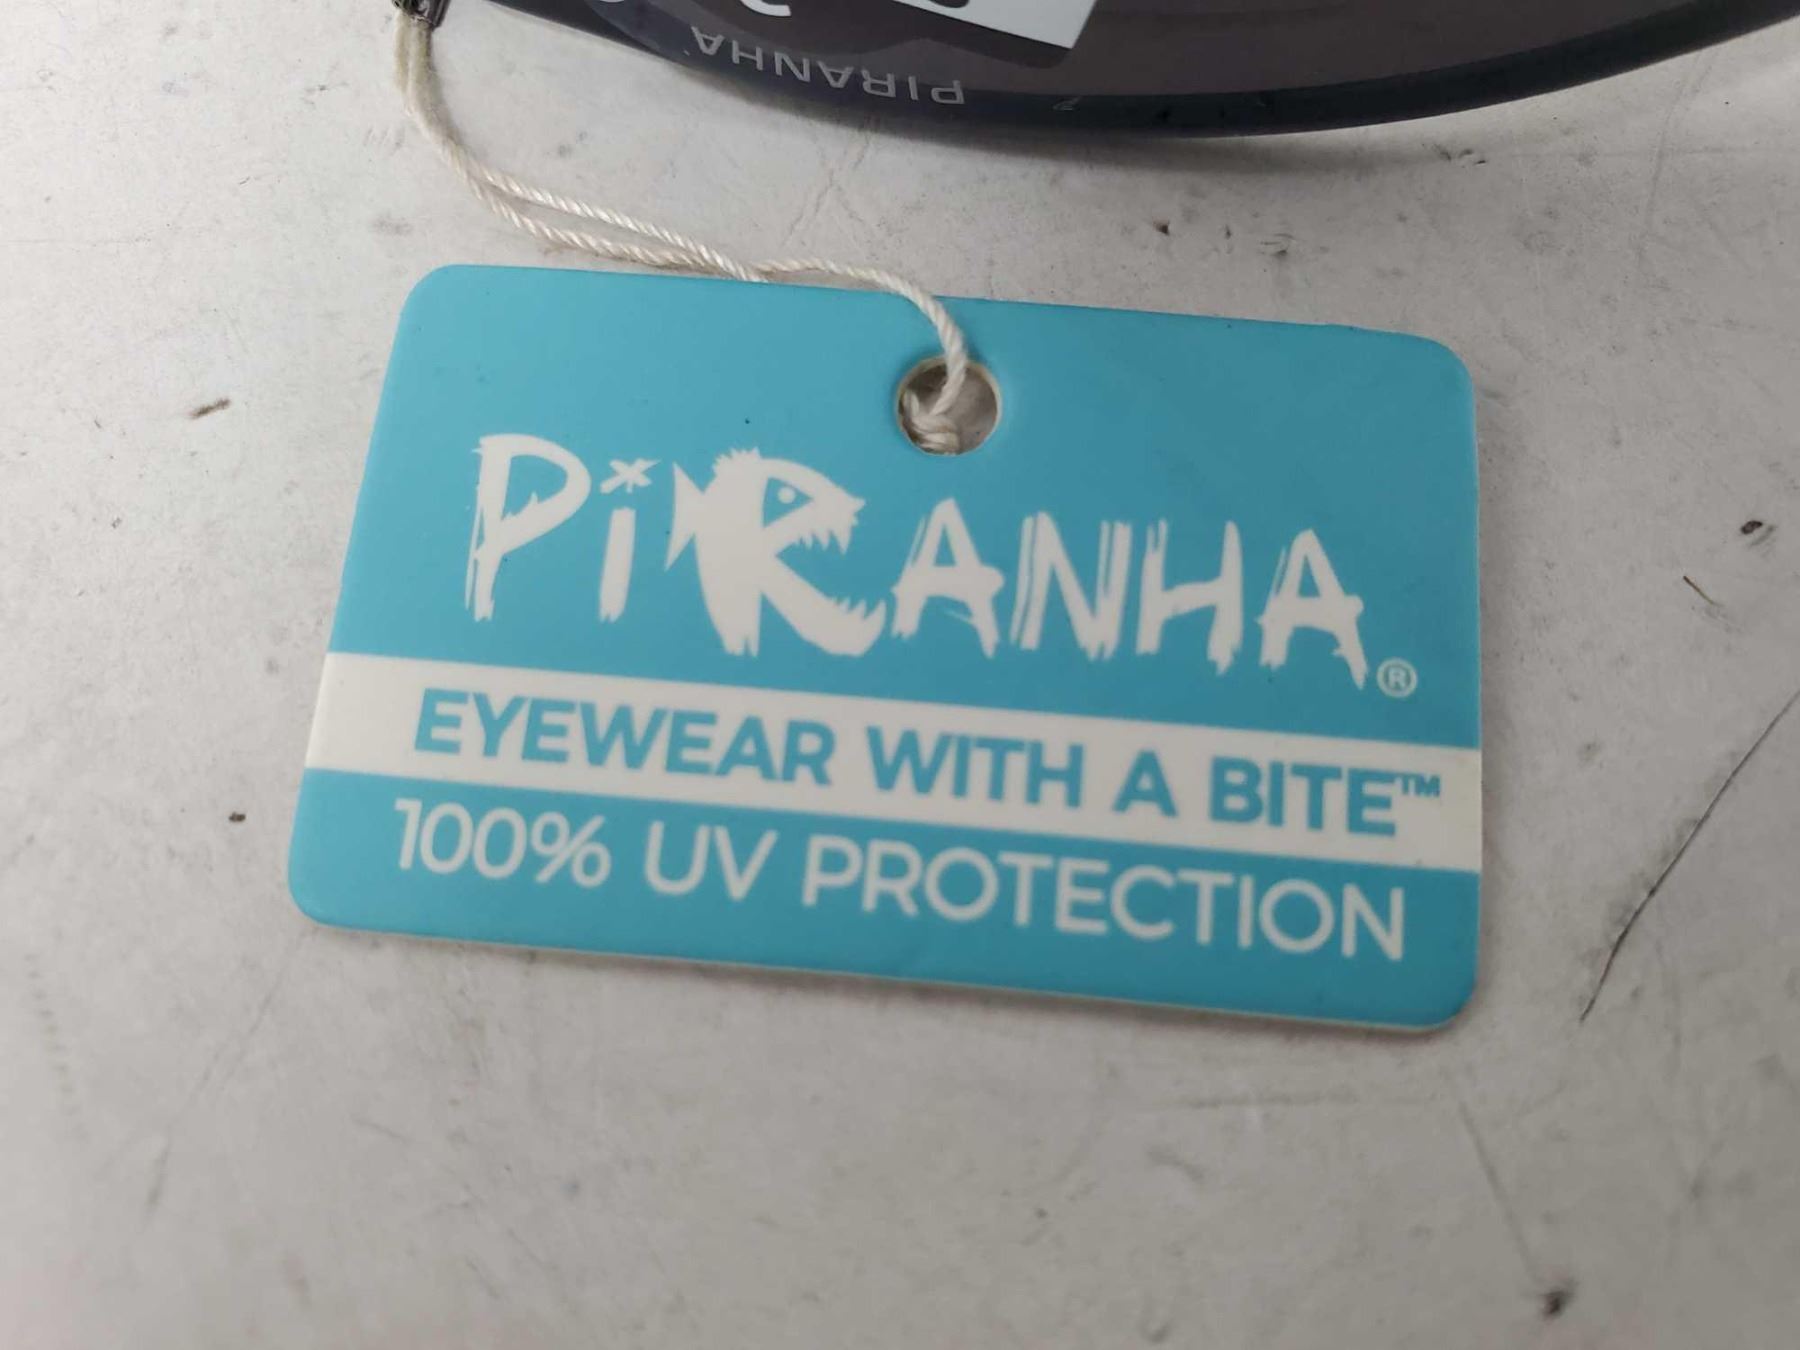 PIRANHA
PiRANHA®
EYEWEAR WITH A BITE™
100% UV PROTECTION